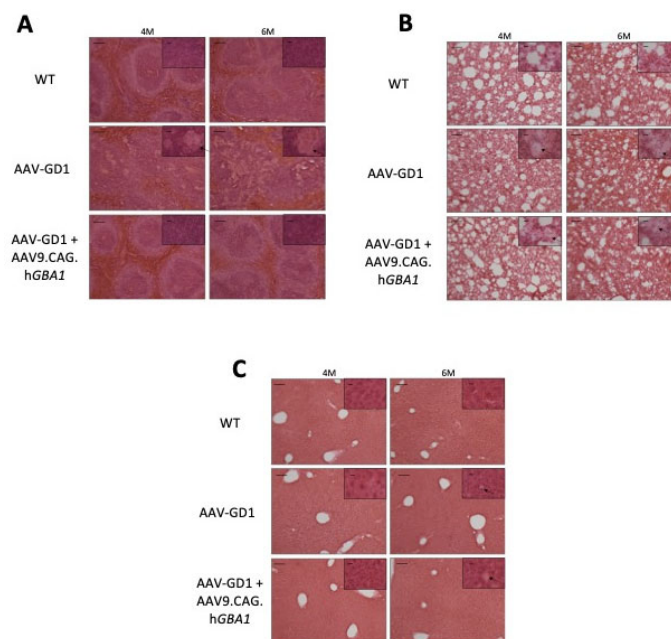 A
4M
6M
WT
AAV-GD1
AAV-GD1 +
AAV9.CAG.
hGBA1
B
4M
6M
WT
AAV-GD1
AAV-GD1 +
AAV9.CAG.
hGBA1
C
4M
6M
WT
AAV-GD1
AAV-GD1 +
AAV9.CAG.
hGBA1